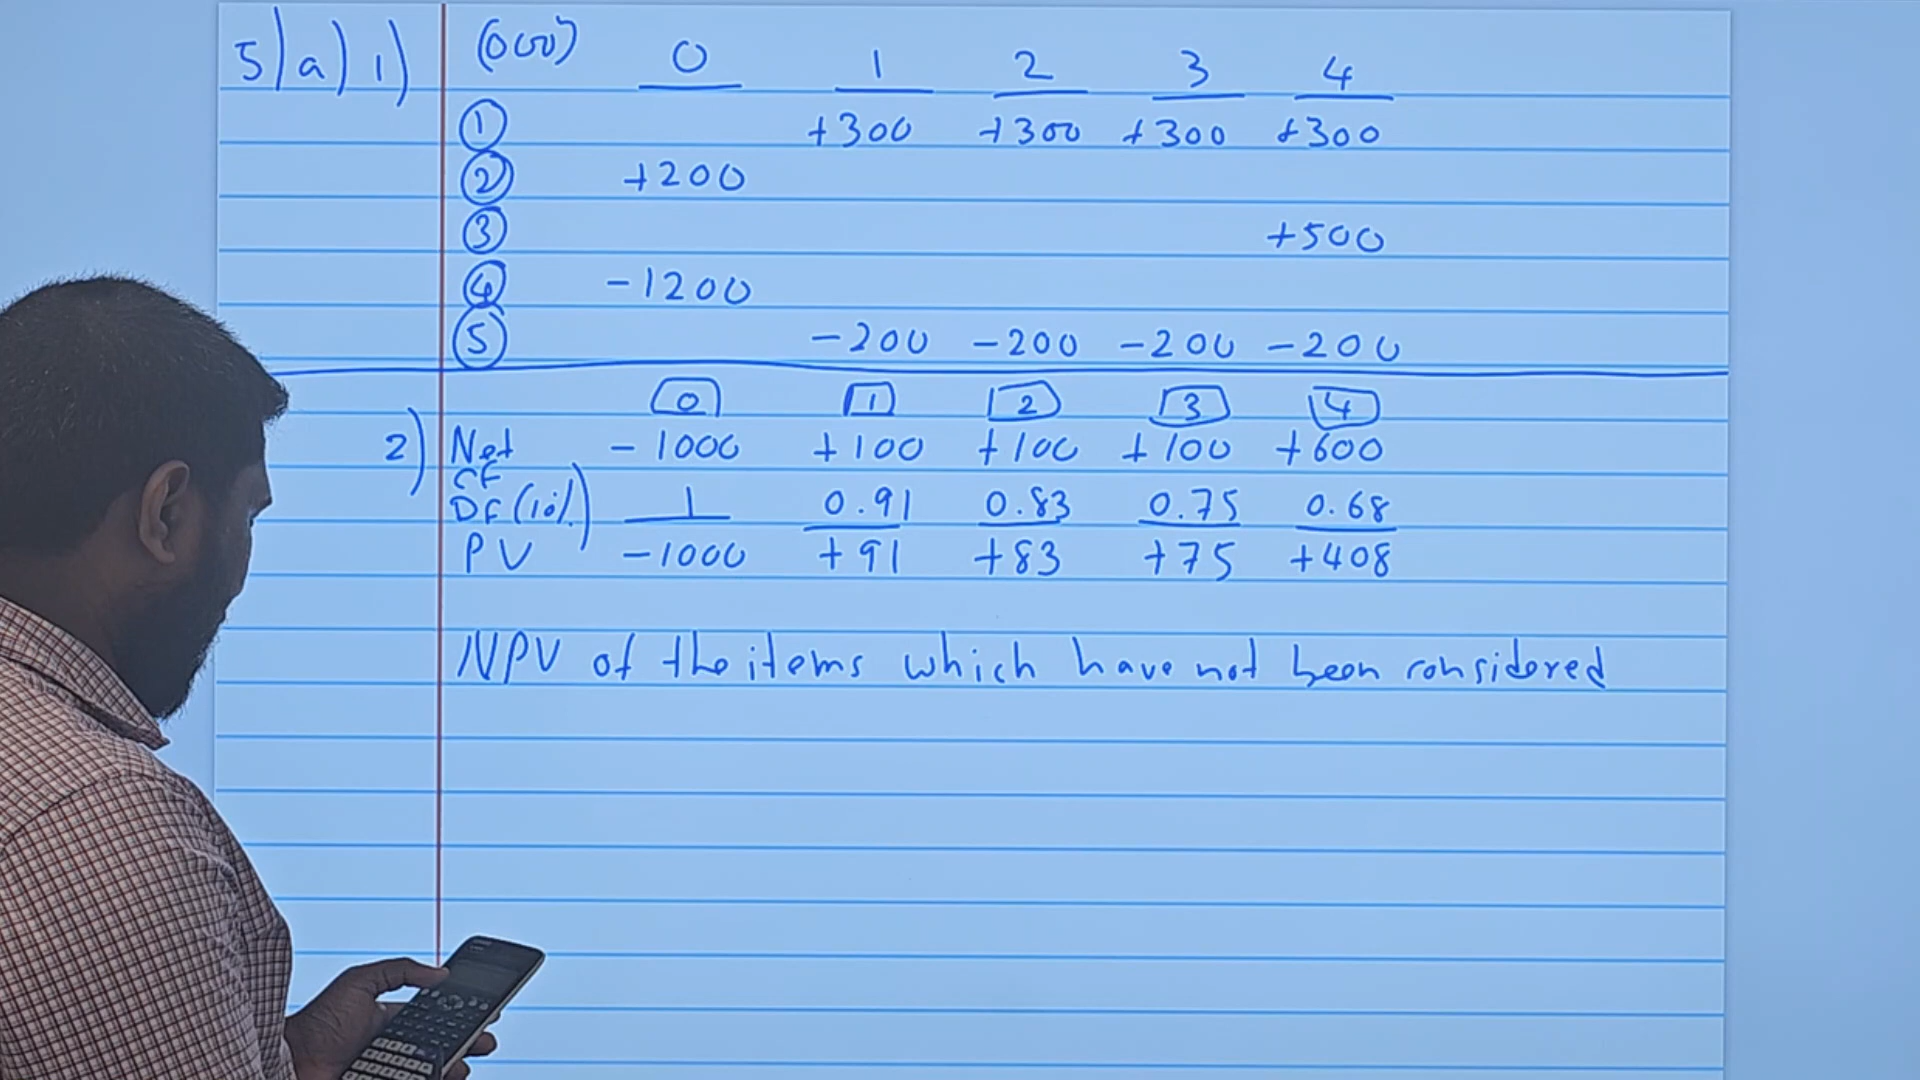 5) a) 1) (000) 0 1 2 3 4
① +300 +300 +300 +300
② +200
③ +500
④ -1200
⑤ -200 -200 -200 -200
0 1 2 3 4
2) Net -1000 +100 +100 +100 +600
CF
DF (10%) 1 0.91 0.83 0.75 0.68
PV -1000 +91 +83 +75 +408
NPV of the items which have not been considered